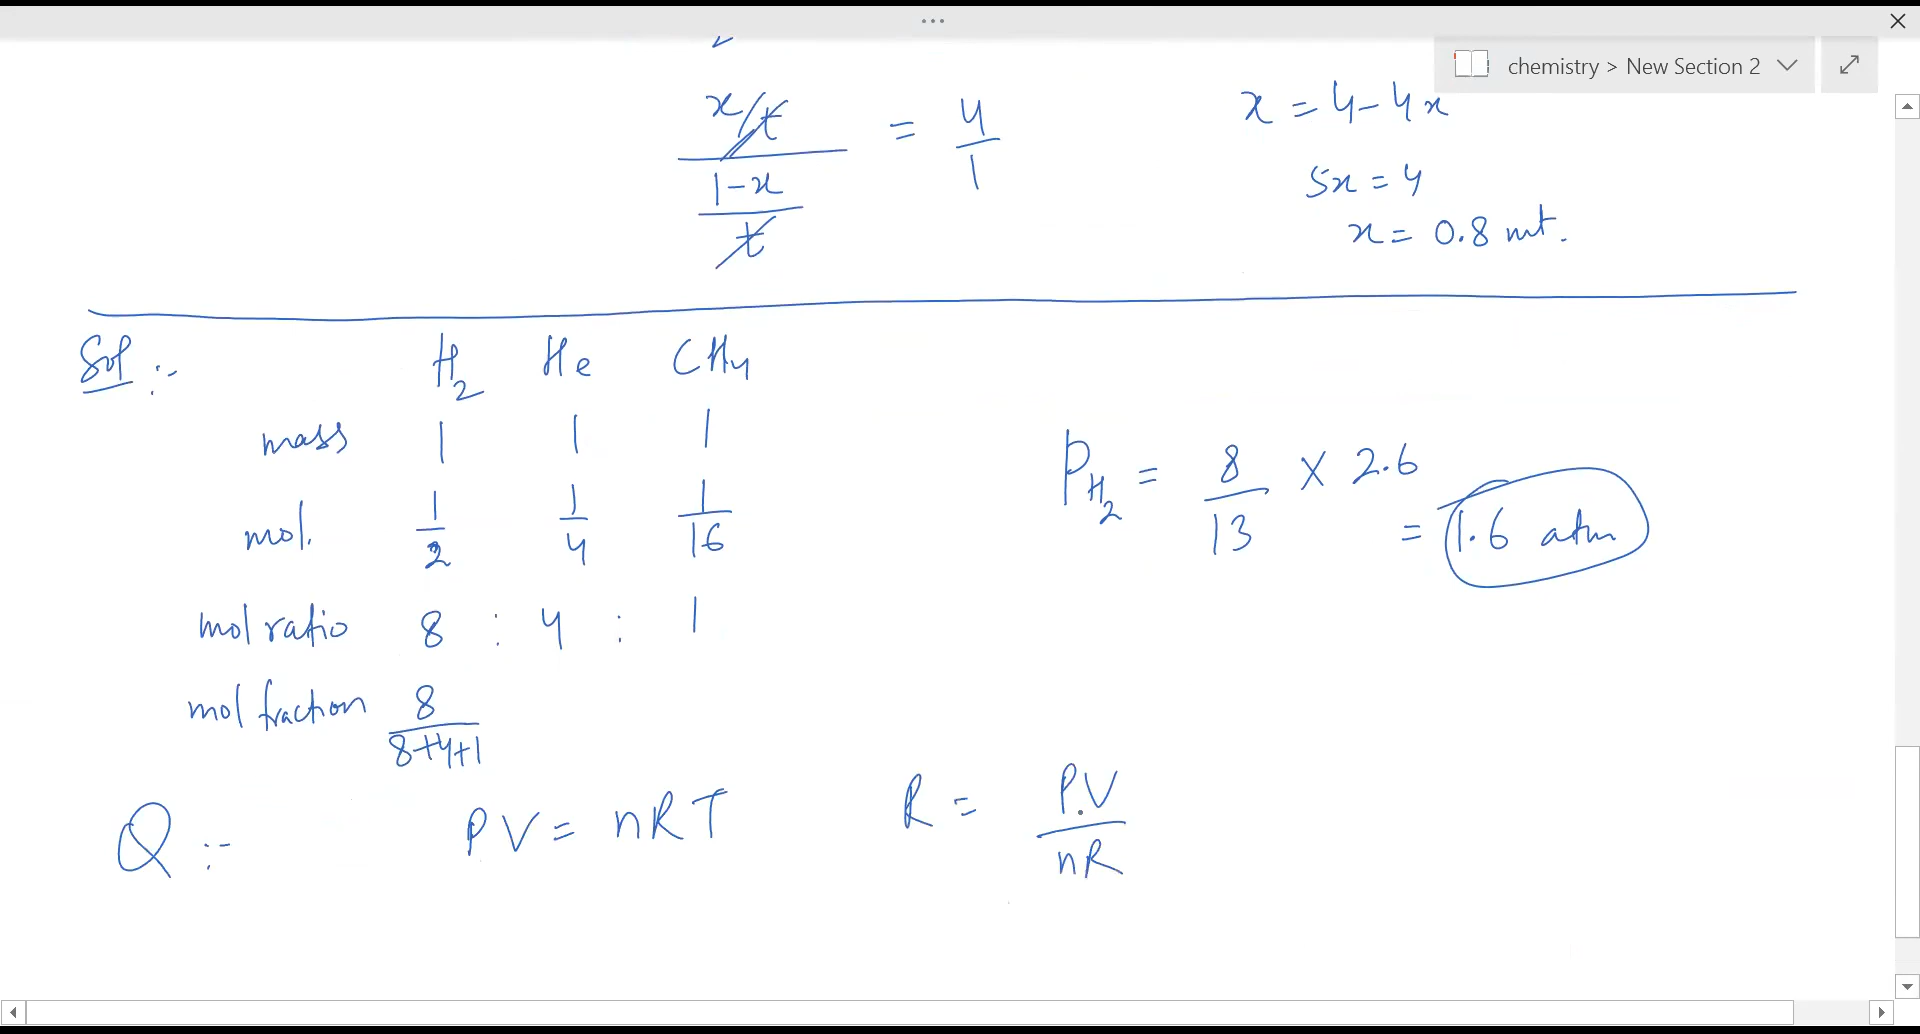 chemistry > New Section 2
x/t / (1-x)/t = 4/1
x = 4-4x
5x = 4
x = 0.8 mt.
Sol :- H₂ He CH₄
mass 1 1 1
mol. 1/2 1/4 1/16
mol ratio 8 : 4 : 1
mol fraction 8/(8+4+1)
P_H₂ = 8/13 x 2.6
= 1.6 atm
Q :- PV = nRT R = P.V/nR